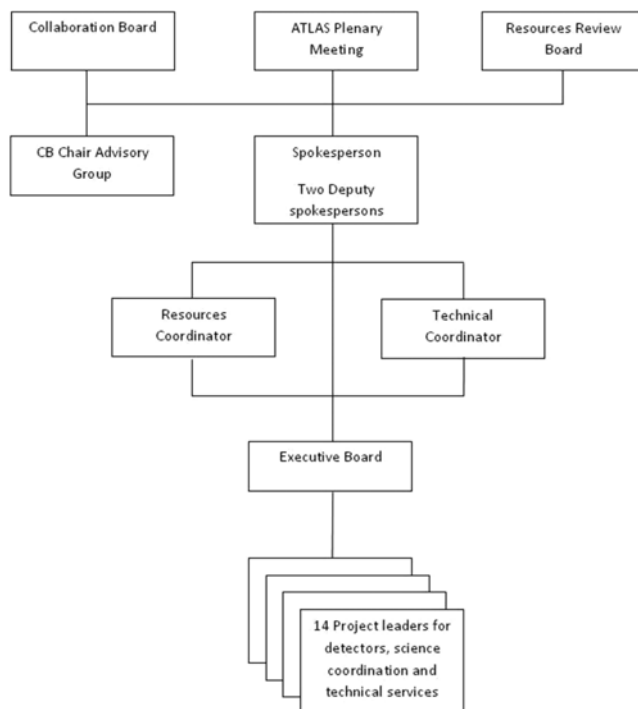 Collaboration Board
ATLAS Plenary
Meeting
Resources Review
Board
CB Chair Advisory
Group
Spokesperson
Two Deputy
spokespersons
Resources
Coordinator
Technical
Coordinator
Executive Board
14 Project leaders for
detectors, science
coordination and
technical services